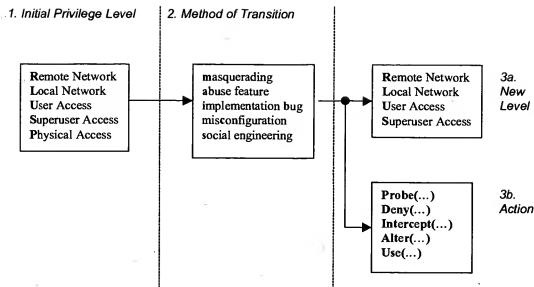 1. Initial Privilege Level
2. Method of Transition
Remote Network
Local Network
User Access
Superuser Access
Physical Access
masquerading
abuse feature
implementation bug
misconfiguration
social engineering
Remote Network
Local Network
User Access
Superuser Access
3a.
New
Level
Probe(...)
Deny(...)
Intercept(...)
Alter(...)
Use(...)
3b.
Action